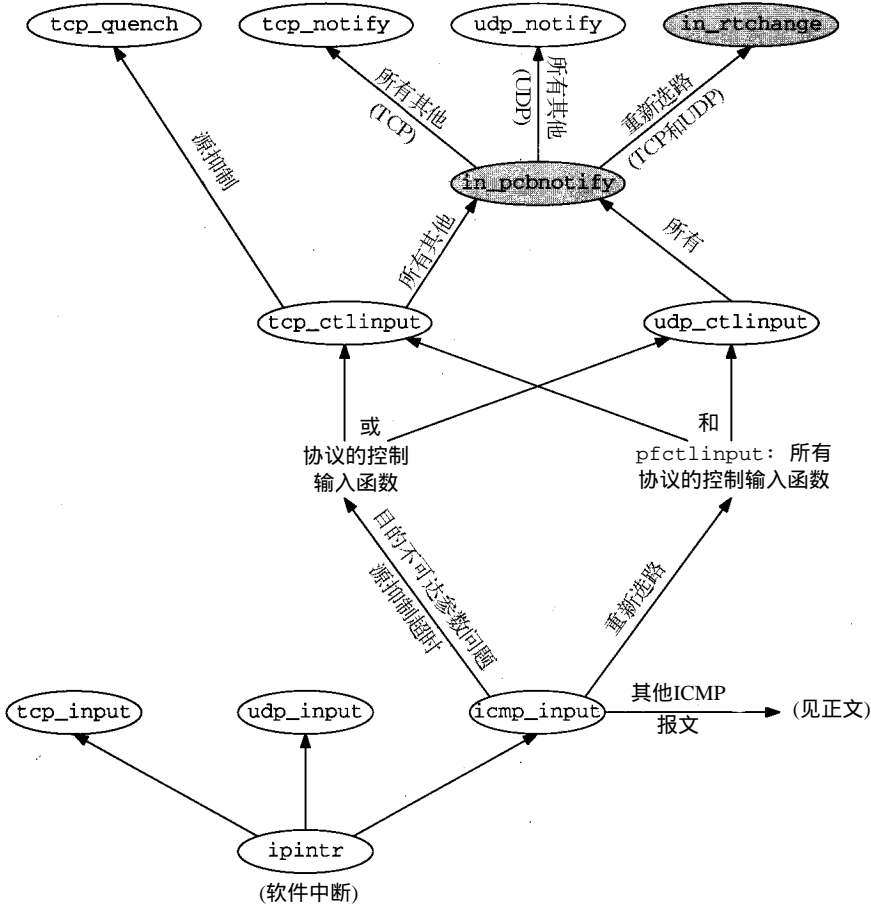 tcp_quench
tcp_notify
udp_notify
in_rtchange
所有其他
(TCP)
所有其他
(UDP)
重新选路
(TCP和UDP)
源抑制
in_pcbnotify
所有其他
所有
tcp_ctlinput
udp_ctlinput
或
协议的控制
输入函数
和
pfctlinput: 所有
协议的控制输入函数
目的不可达参数问题
源抑制超时
重新选路
tcp_input
udp_input
icmp_input
其他ICMP
报文
(见正文)
ipintr
(软件中断)